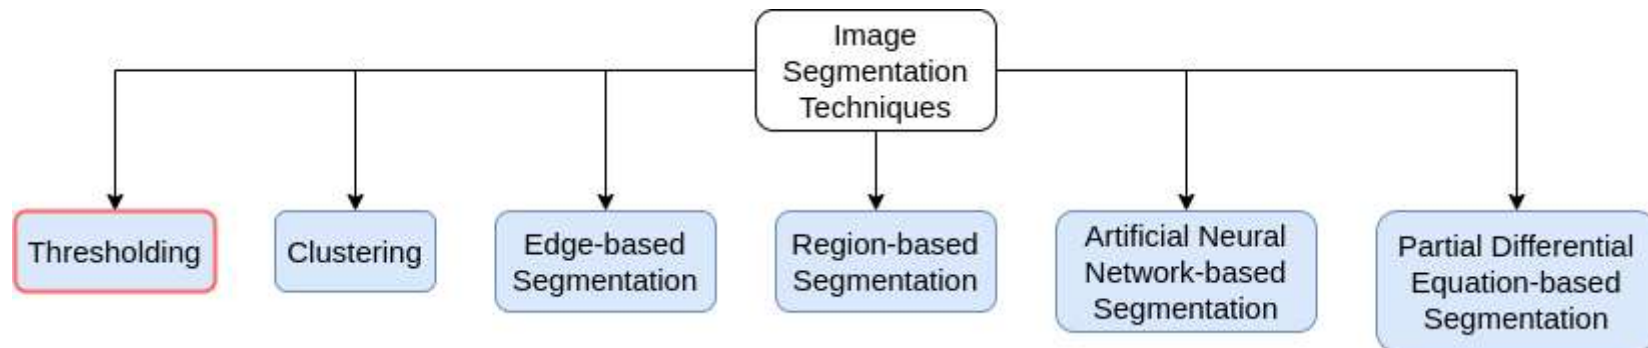 Image
Segmentation
Techniques
Thresholding
Clustering
Edge-based
Segmentation
Region-based
Segmentation
Artificial Neural
Network-based
Segmentation
Partial Differential
Equation-based
Segmentation